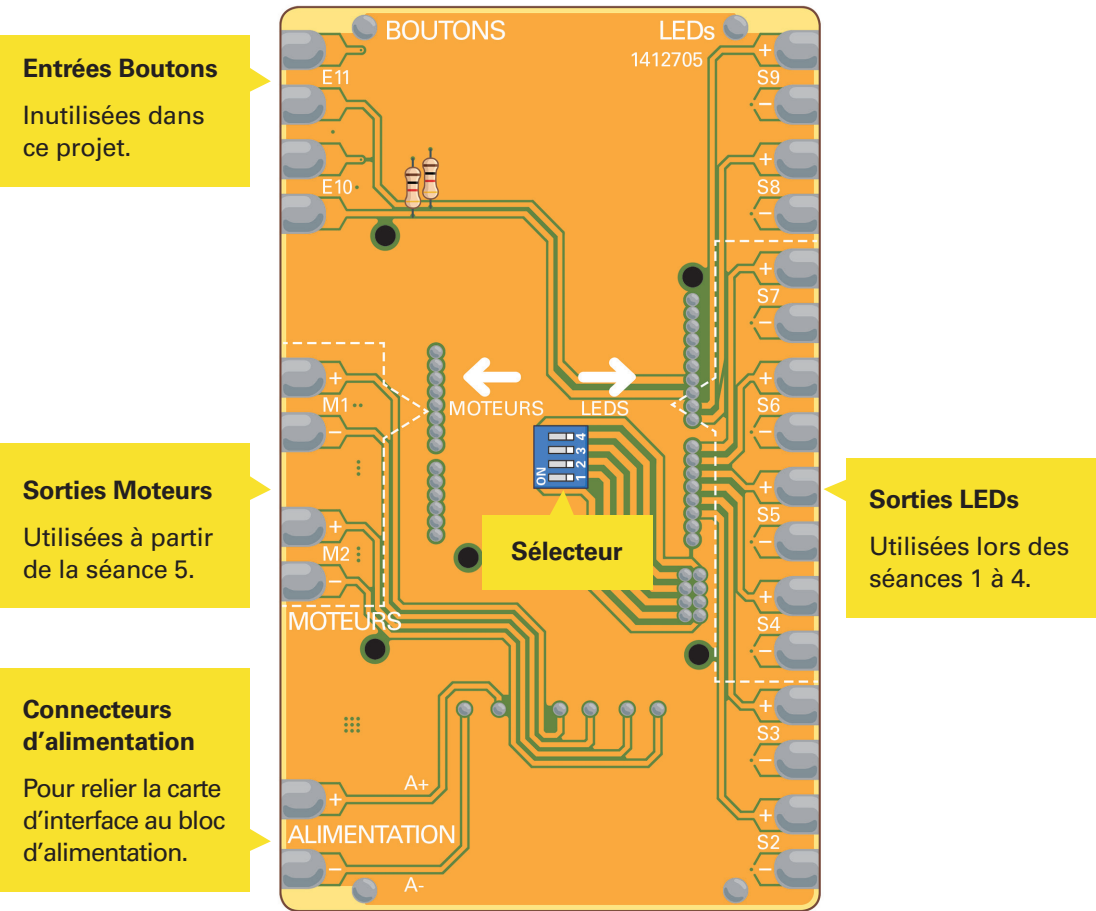 BOUTONS
LEDs
1412705
Entrées Boutons
Inutilisées dans
ce projet.
E11
E10
+
S9
−
+
S8
−
+
S7
−
+
S6
−
+
S5
−
+
S4
−
+
S3
−
+
S2
−
MOTEURS
LEDS
ON
1 2 3 4
Sélecteur
+
M1
−
+
M2
−
MOTEURS
Sorties Moteurs
Utilisées à partir
de la séance 5.
Sorties LEDs
Utilisées lors des
séances 1 à 4.
Connecteurs
d’alimentation
Pour relier la carte
d’interface au bloc
d’alimentation.
A+
+
ALIMENTATION
−
A-